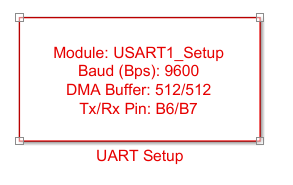 Module: USART1_Setup
Baud (Bps): 9600
DMA Buffer: 512/512
Tx/Rx Pin: B6/B7
UART Setup